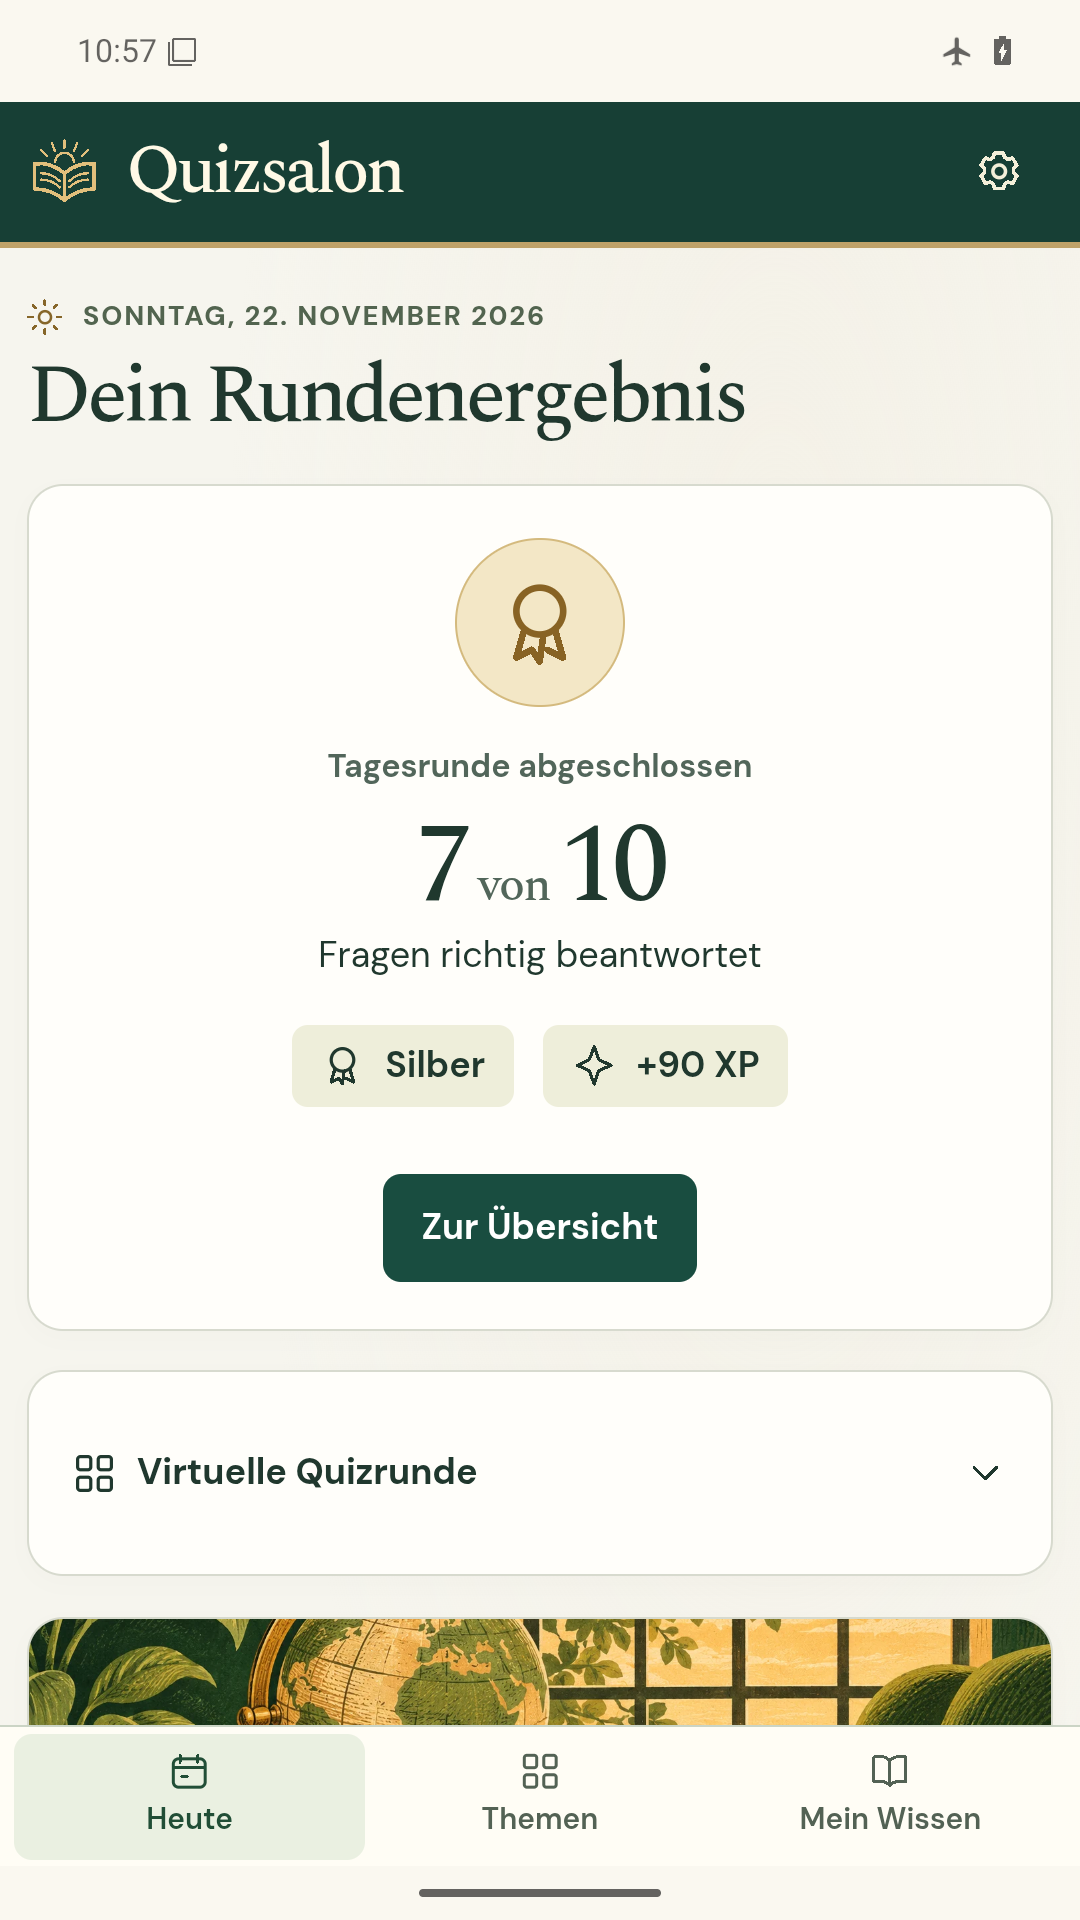 10:57
Quizsalon
SONNTAG, 22. NOVEMBER 2026
Dein Rundenergebnis
Tagesrunde abgeschlossen
7 von 10
Fragen richtig beantwortet
Silber
+90 XP
Zur Übersicht
Virtuelle Quizrunde
Heute
Themen
Mein Wissen